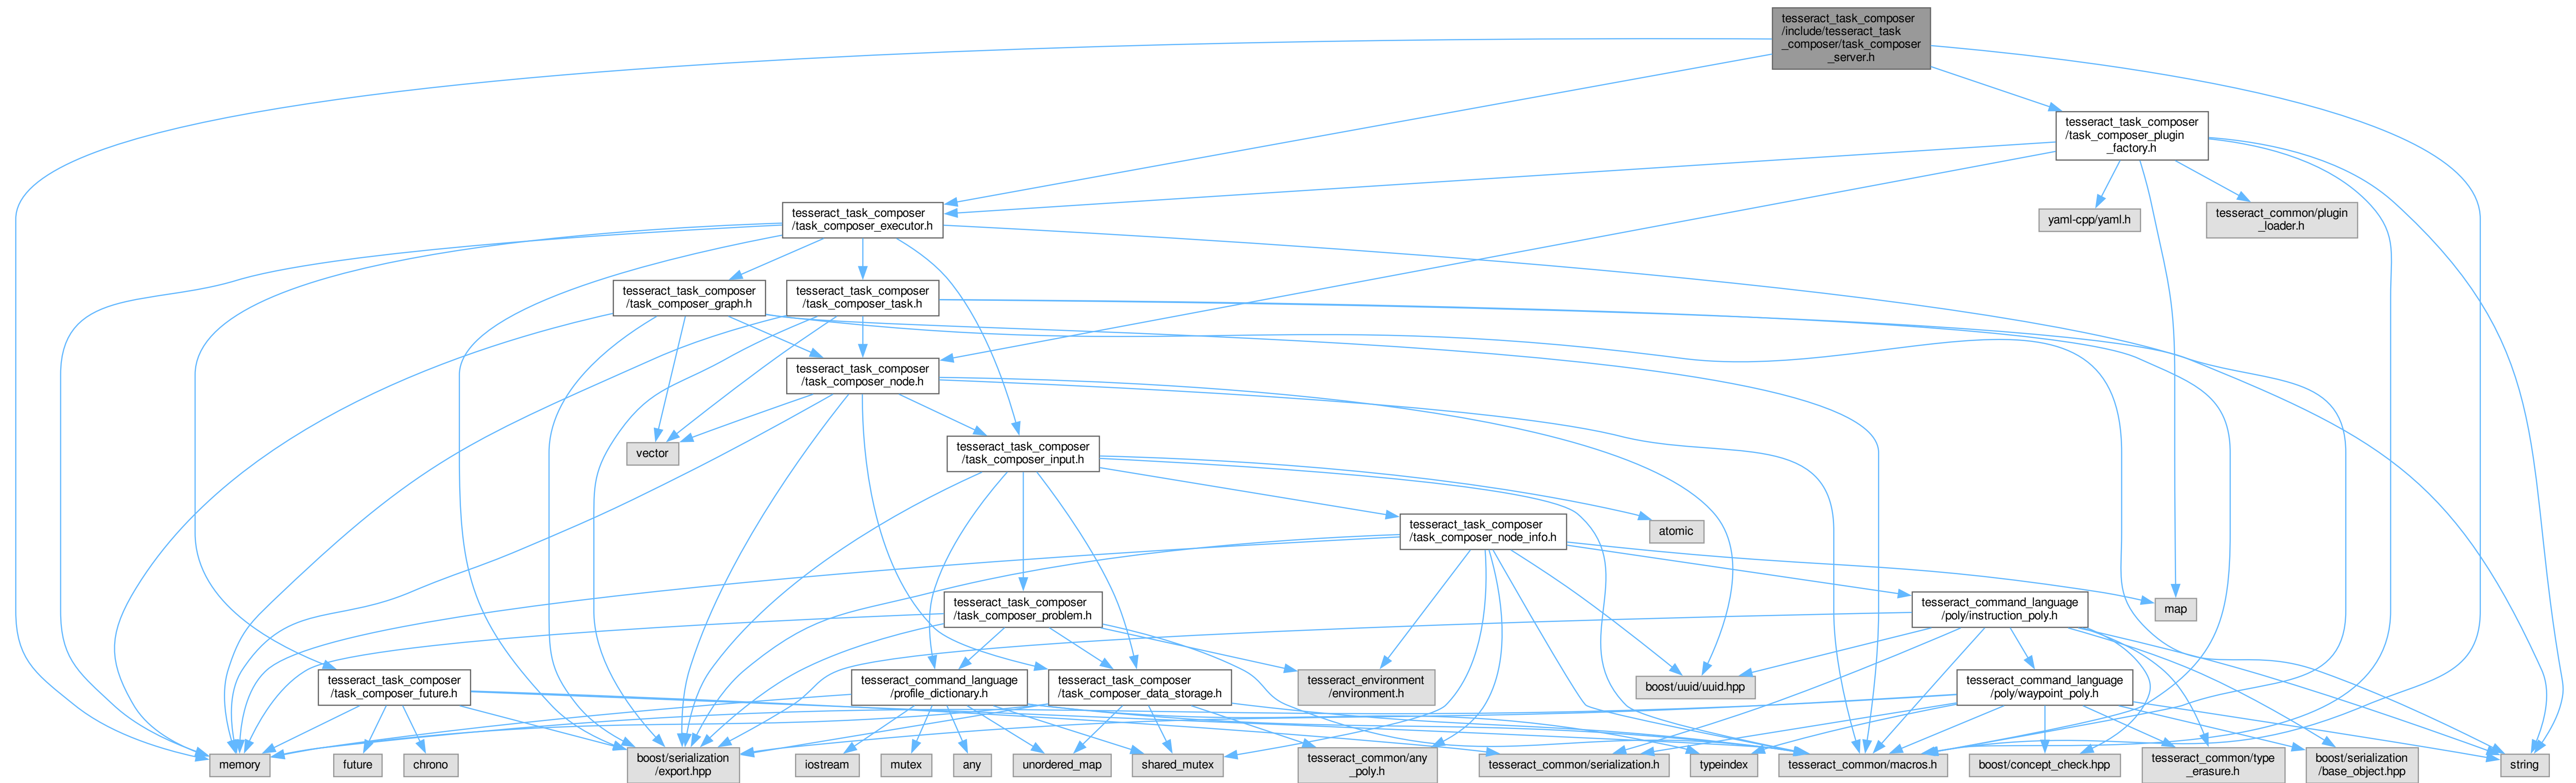 tesseract_task_composer
/include/tesseract_task
_composer/task_composer
_server.h
tesseract_task_composer
/task_composer_plugin
_factory.h
tesseract_task_composer
/task_composer_executor.h
yaml-cpp/yaml.h
tesseract_common/plugin
_loader.h
tesseract_task_composer
/task_composer_graph.h
tesseract_task_composer
/task_composer_task.h
tesseract_task_composer
/task_composer_node.h
vector
tesseract_task_composer
/task_composer_input.h
tesseract_task_composer
/task_composer_node_info.h
atomic
tesseract_task_composer
/task_composer_problem.h
tesseract_command_language
/poly/instruction_poly.h
map
tesseract_task_composer
/task_composer_future.h
tesseract_command_language
/profile_dictionary.h
tesseract_task_composer
/task_composer_data_storage.h
tesseract_environment
/environment.h
boost/uuid/uuid.hpp
tesseract_command_language
/poly/waypoint_poly.h
memory
future
chrono
boost/serialization
/export.hpp
iostream
mutex
any
unordered_map
shared_mutex
tesseract_common/any
_poly.h
tesseract_common/serialization.h
typeindex
tesseract_common/macros.h
boost/concept_check.hpp
tesseract_common/type
_erasure.h
boost/serialization
/base_object.hpp
string